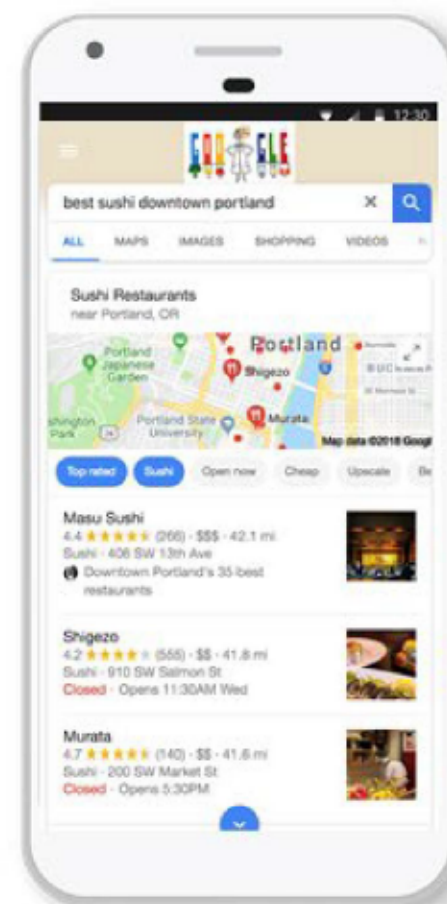 12:30
GOOGLE
best sushi downtown portland
ALL MAPS IMAGES SHOPPING VIDEOS
Sushi Restaurants
near Portland, OR
Portland
Portland
Japanese
Garden
Shigezo
Park
Portland State
University
Murata
Map data ©2018 Googl
Top rated Sushi Open now Cheap Upscale Be
Masu Sushi
4.4 (266) · $$$ · 42.1 mi
Sushi · 406 SW 13th Ave
Downtown Portland's 35 best
restaurants
Shigezo
4.2 (555) · $$ · 41.8 mi
Sushi · 910 SW Salmon St
Closed · Opens 11:30AM Wed
Murata
4.7 (140) · $$ · 41.6 mi
Sushi · 200 SW Market St
Closed · Opens 5:30PM